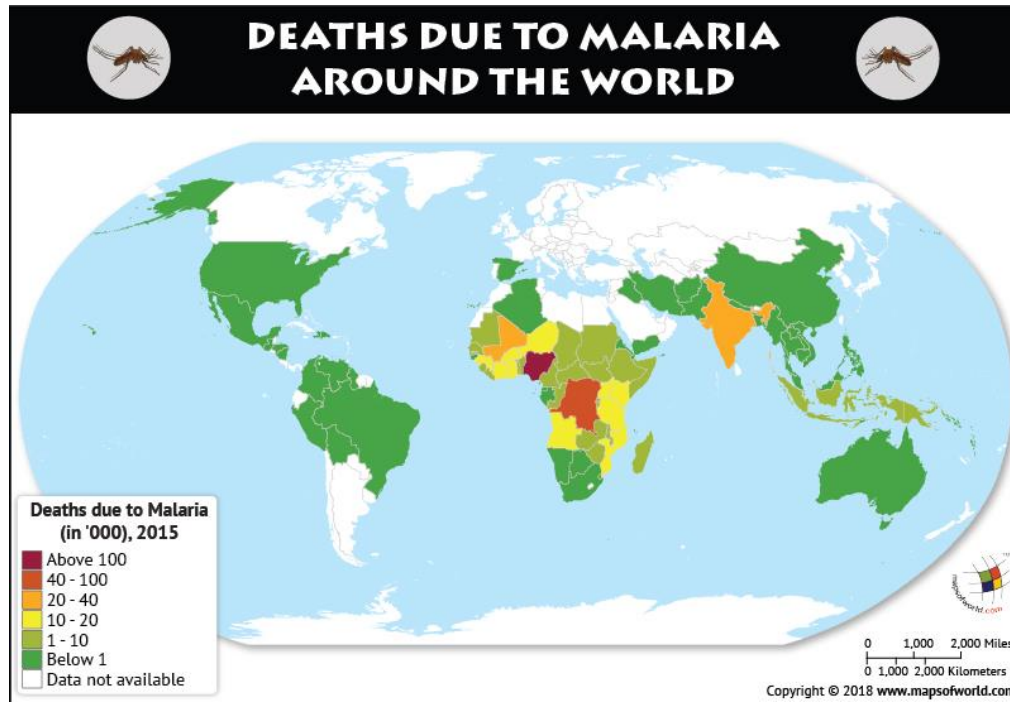 DEATHS DUE TO MALARIA
AROUND THE WORLD
Deaths due to Malaria
(in '000), 2015
Above 100
40 - 100
20 - 40
10 - 20
1 - 10
Below 1
Data not available
mapsofworld.com
0 1,000 2,000 Miles
0 1,000 2,000 Kilometers
Copyright © 2018 www.mapsofworld.com